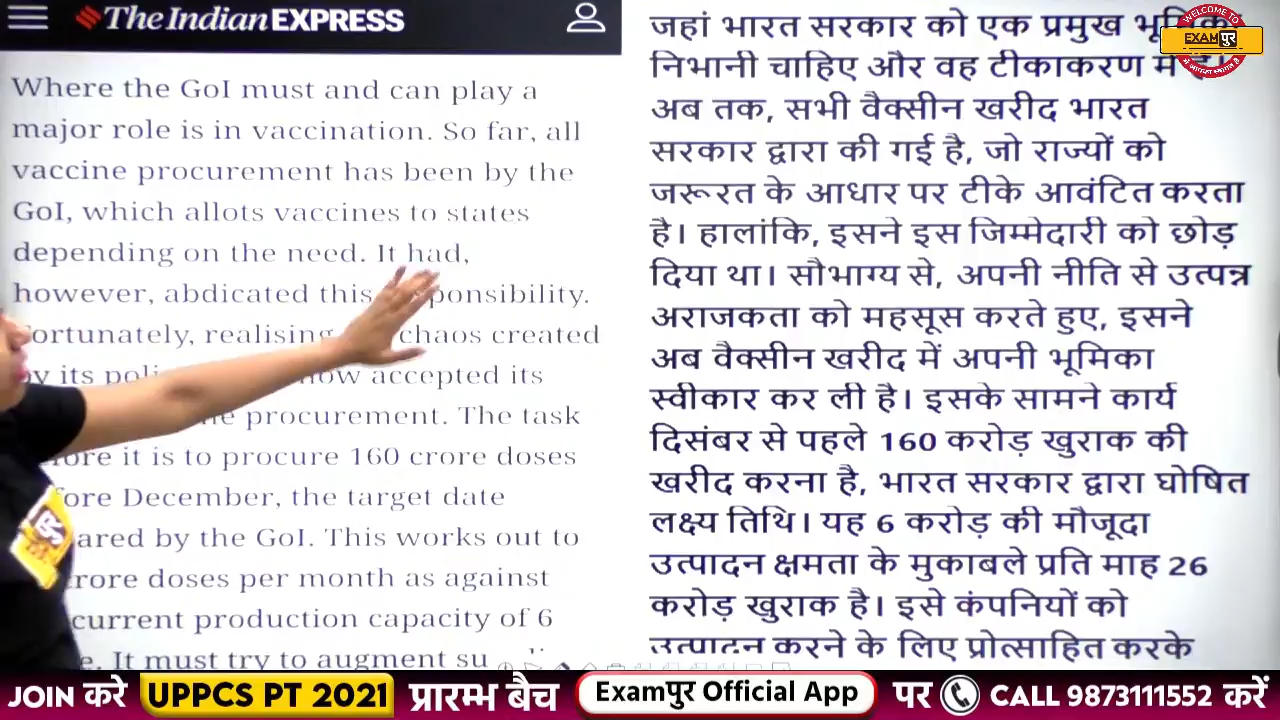 The Indian EXPRESS
Where the GoI must and can play a
major role is in vaccination. So far, all
vaccine procurement has been by the
GoI, which allots vaccines to states
depending on the need. It had,
however, abdicated this
Fortunately, realising chaos created
by its accepted its
procurement. The task
it is to procure 160 crore doses
December, the target date
by the GoI. This works out to
crore doses per month as against
current production capacity of 6
It must try to augment
जहां भारत सरकार को एक प्रमुख
निभानी चाहिए और वह टीकाकरण में है।
अब तक, सभी वैक्सीन खरीद भारत
सरकार द्वारा की गई है, जो राज्यों को
जरूरत के आधार पर टीके आवंटित करता
है। हालांकि, इसने इस जिम्मेदारी को छोड़
दिया था। सौभाग्य से, अपनी नीति से उत्पन्न
अराजकता को महसूस करते हुए, इसने
अब वैक्सीन खरीद में अपनी भूमिका
स्वीकार कर ली है। इसके सामने कार्य
दिसंबर से पहले 160 करोड़ खुराक की
खरीद करना है, भारत सरकार द्वारा घोषित
लक्ष्य तिथि। यह 6 करोड़ की मौजूदा
उत्पादन क्षमता के मुकाबले प्रति माह 26
करोड़ खुराक है। इसे कंपनियों को
उत्पादन करने के लिए प्रोत्साहित करके
WELCOME TO
EXAMपुर
पुर
JOIN करे UPPCS PT 2021 प्रारम्भ बैच Examपुर Official App पर CALL 9873111552 करें